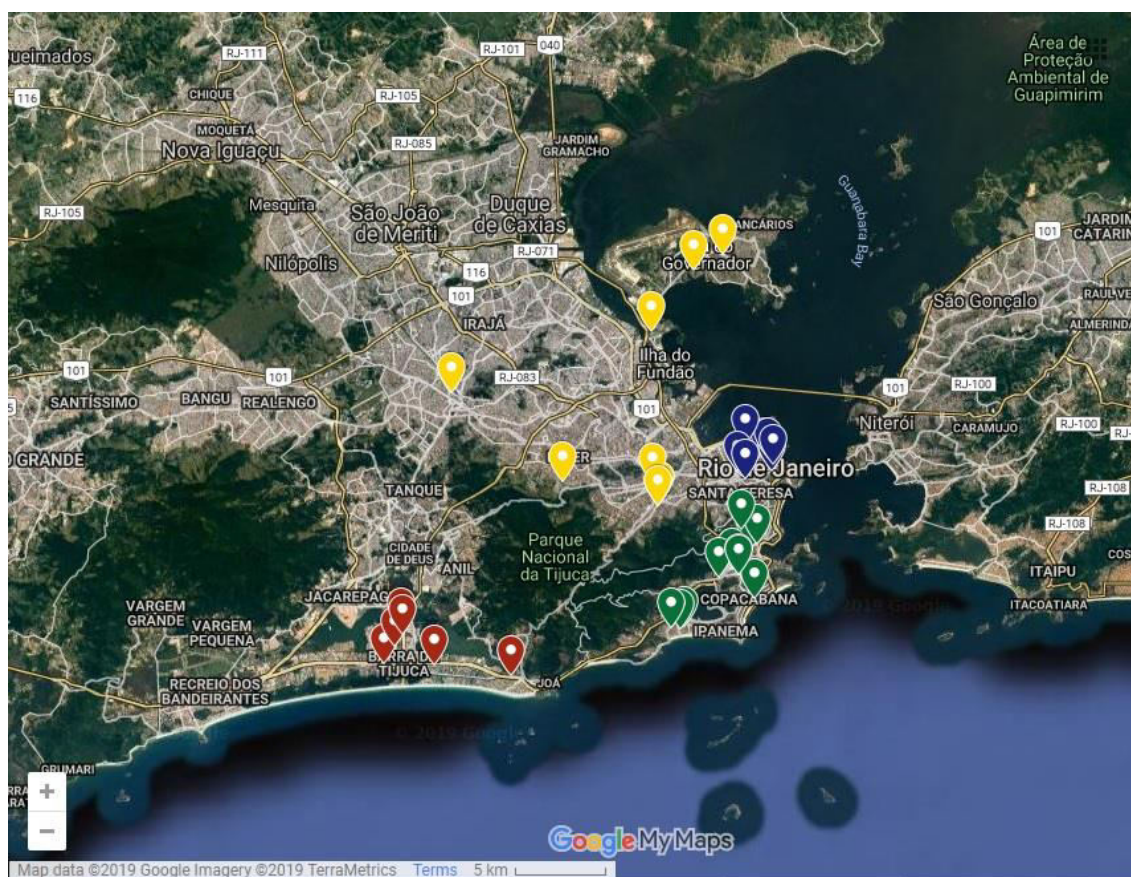 Área de
Proteção
Ambiental de
Guapimirim
RJ-111
RJ-101
040
116
CHIQUE
RJ-105
MOQUETÁ
Nova Iguaçu
RJ-085
JARDIM
GRAMACHO
RJ-105
Mesquita
São João
de Meriti
Duque
de Caxias
Guanabara Bay
JARDIM
101
Nilópolis
RJ-071
Governador
116
101
São Gonçalo
IRAJÁ
Ilha do
Fundão
101
101
RJ-083
101
RJ-100
SANTÍSSIMO
BANGU
REALENGO
101
Niterói
CARAMUJO
RJ-100
Rio de Janeiro
TANQUE
SANTA TERESA
RJ-108
RJ-108
Parque
Nacional
da Tijuca
CIDADE
DE DEUS
ANIL
ITAIPU
VARGEM
GRANDE
COPACABANA
ITACOATIARA
VARGEM
PEQUENA
IPANEMA
TIJUCA
RECREIO DOS
BANDEIRANTES
JOÁ
GRUMARI
+
−
Google My Maps
Map data ©2019 Google Imagery ©2019 TerraMetrics Terms 5 km